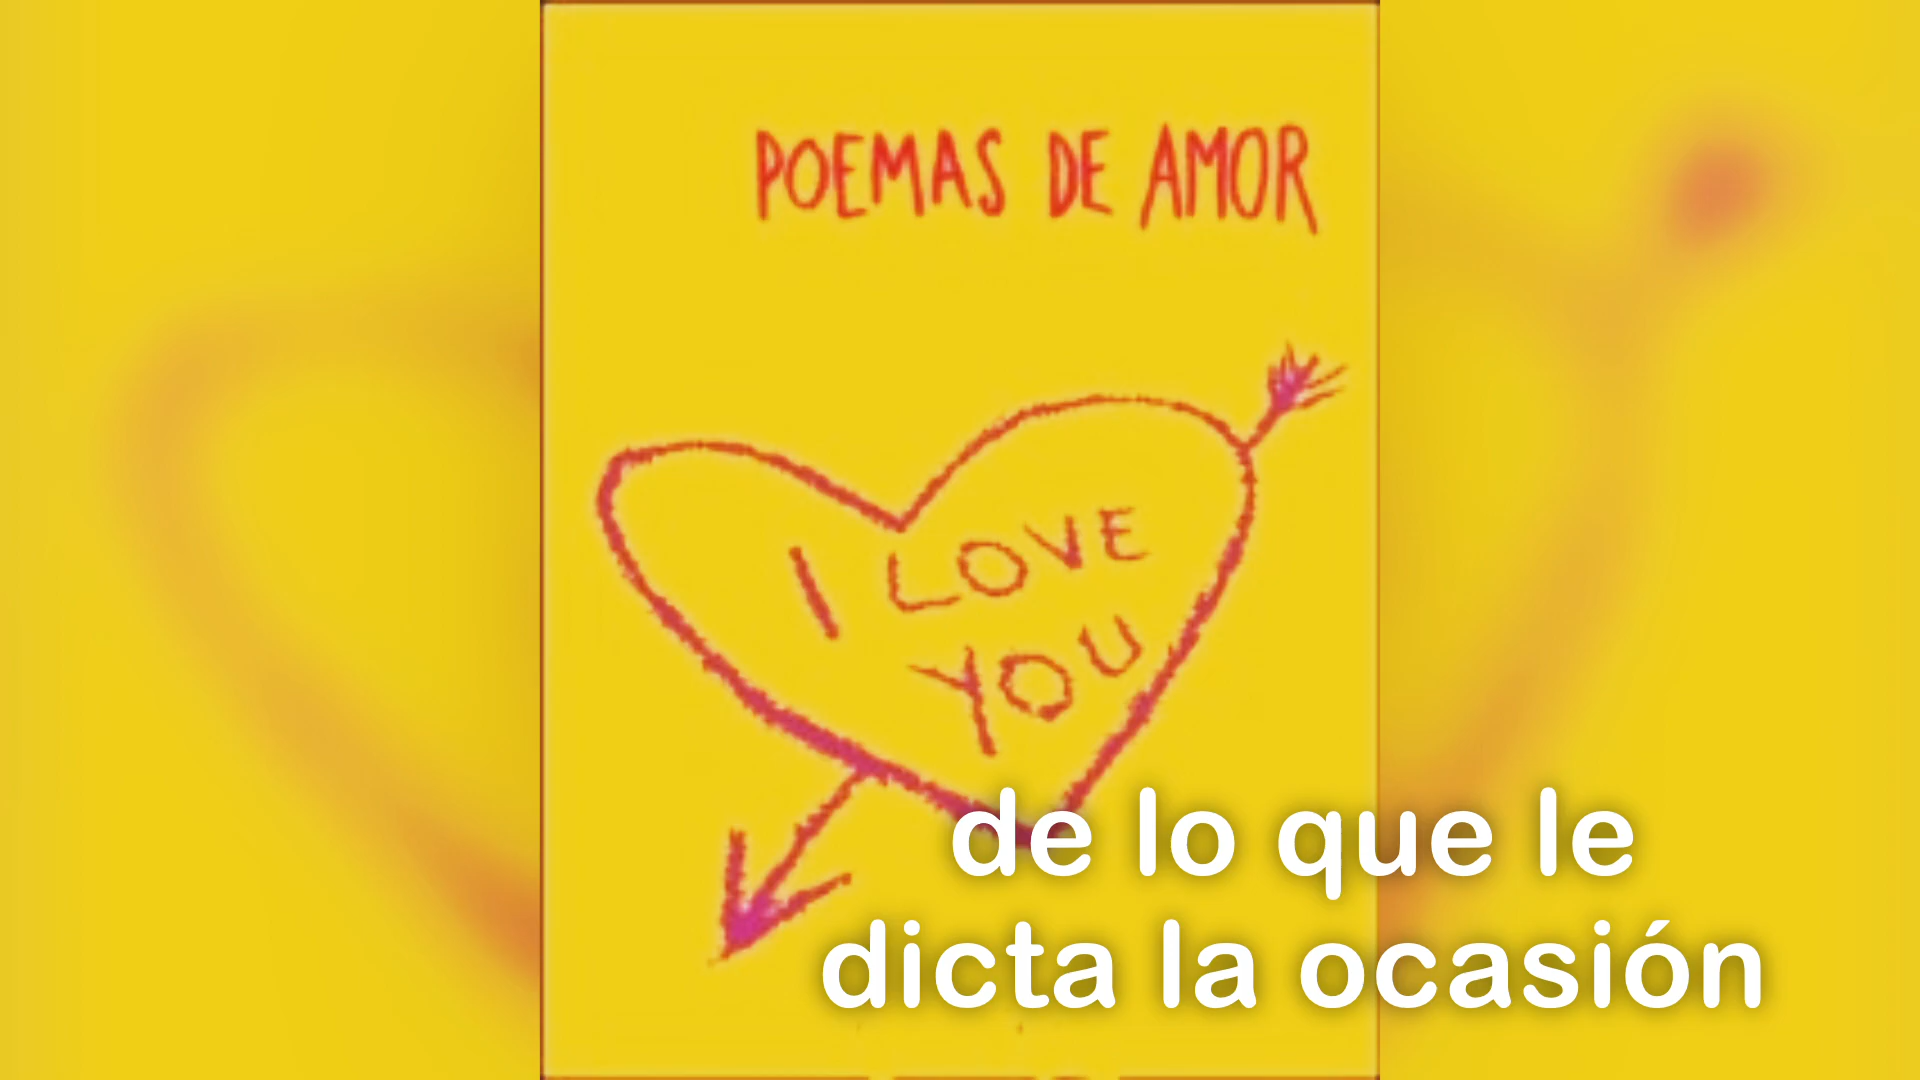 POEMAS DE AMOR
I LOVE
YOU
de lo que le
dicta la ocasión